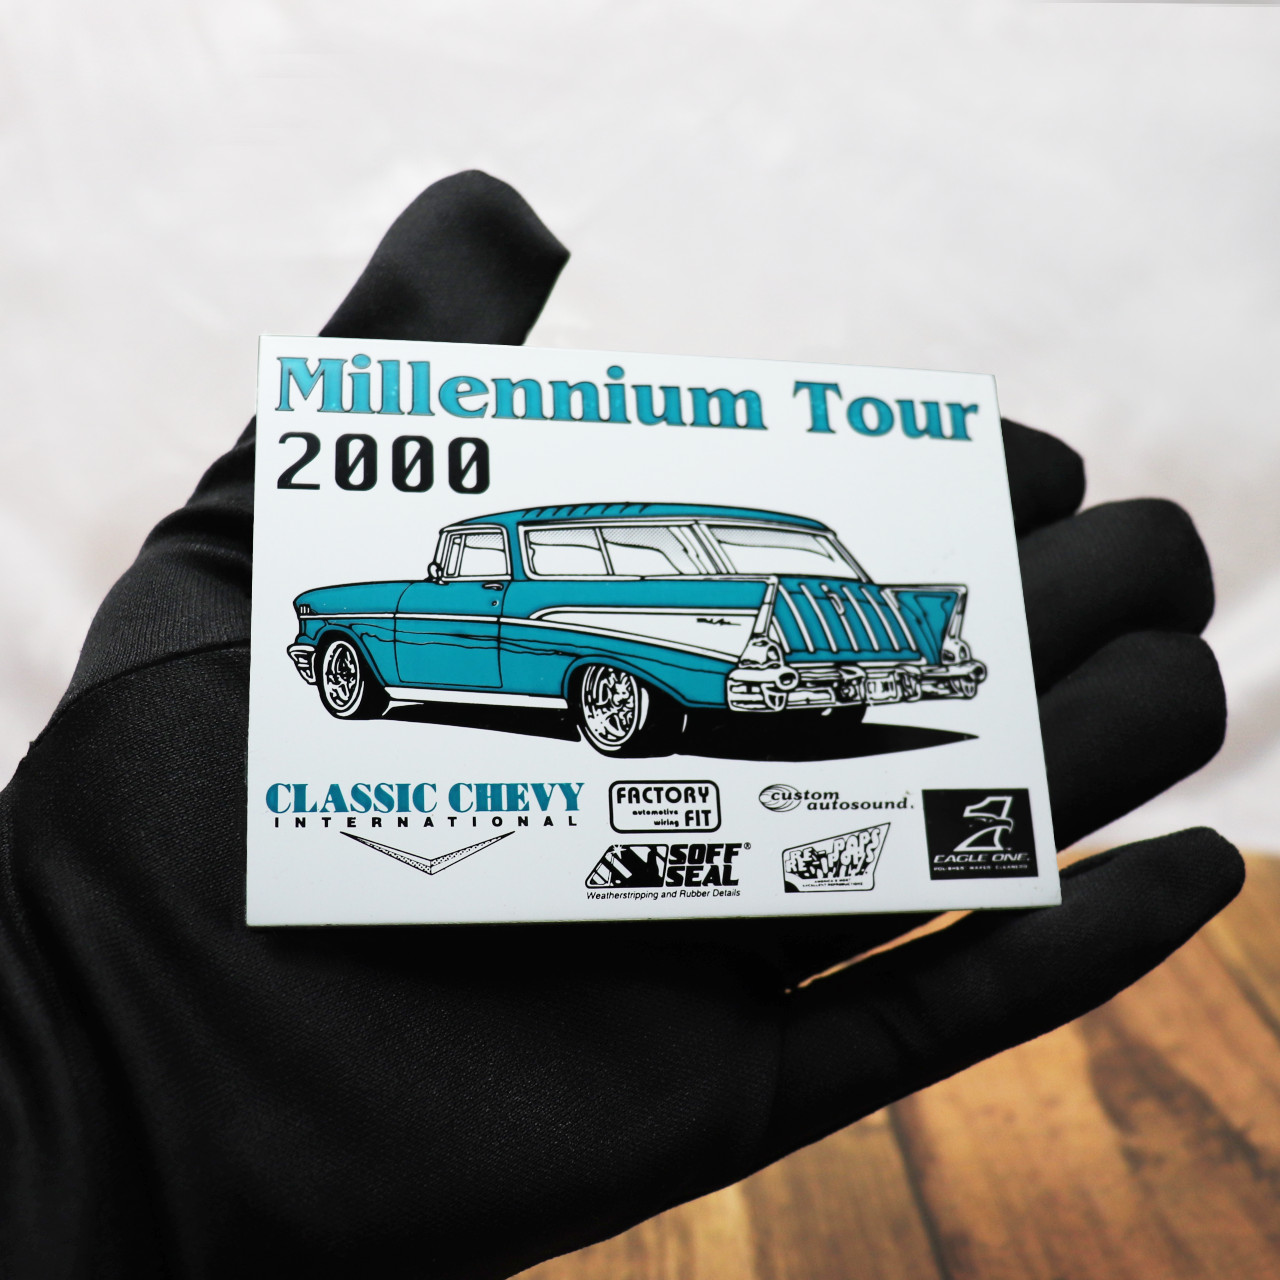 Millennium Tour
2000
CLASSIC CHEVY
INTERNATIONAL
FACTORY
automotive
wiring FIT
SOFF
SEAL®
Weatherstripping and Rubber Details
custom
autosound.
EAGLE ONE